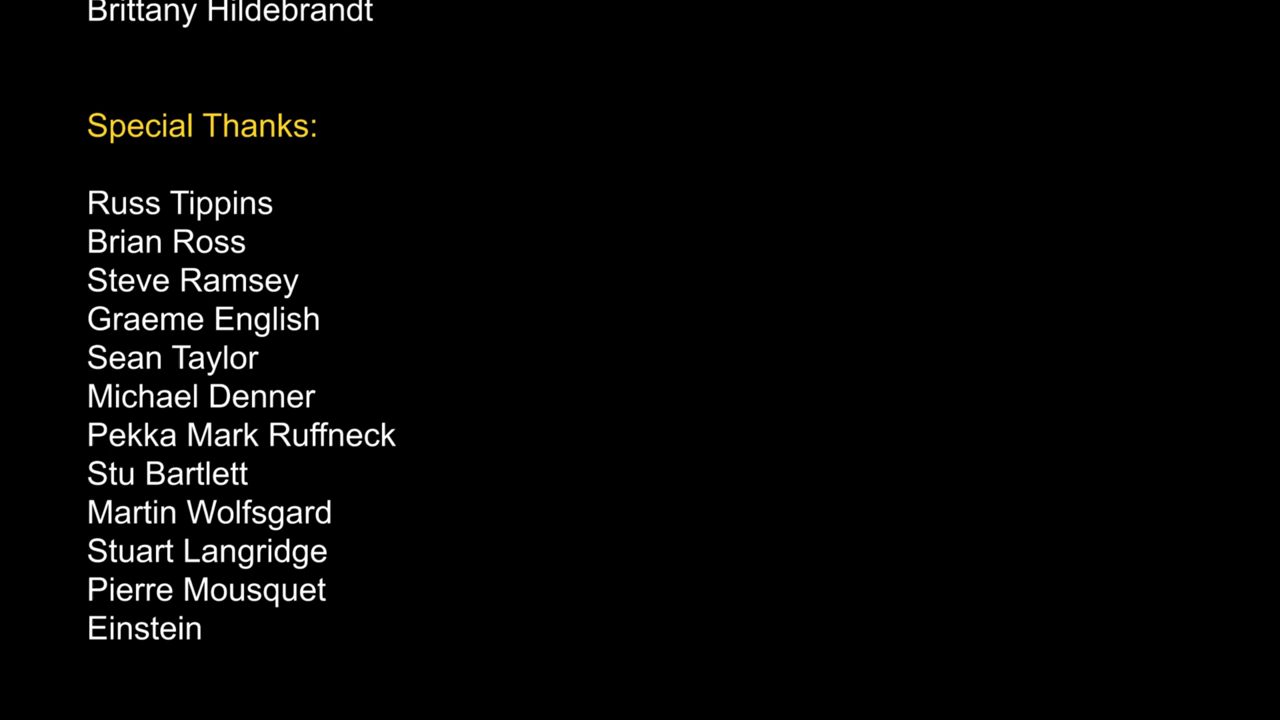 Brittany Hildebrandt
Special Thanks:
Russ Tippins
Brian Ross
Steve Ramsey
Graeme English
Sean Taylor
Michael Denner
Pekka Mark Ruffneck
Stu Bartlett
Martin Wolfsgard
Stuart Langridge
Pierre Mousquet
Einstein